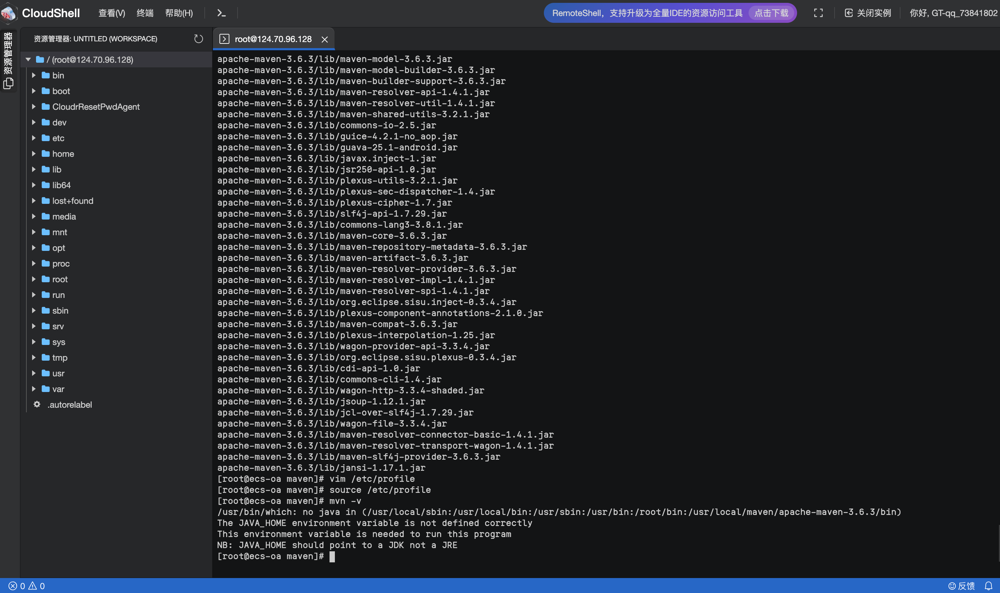 CloudShell 查看(V) 终端 帮助(H) RemoteShell，支持升级为全量IDE的资源访问工具 点击下载 关闭实例 你好, GT-qq_73841802
资源管理器
资源管理器: UNTITLED (WORKSPACE)
/ (root@124.70.96.128)
bin
boot
CloudrResetPwdAgent
dev
etc
home
lib
lib64
lost+found
media
mnt
opt
proc
root
run
sbin
srv
sys
tmp
usr
var
.autorelabel
root@124.70.96.128
apache-maven-3.6.3/lib/maven-model-3.6.3.jar
apache-maven-3.6.3/lib/maven-model-builder-3.6.3.jar
apache-maven-3.6.3/lib/maven-builder-support-3.6.3.jar
apache-maven-3.6.3/lib/maven-resolver-api-1.4.1.jar
apache-maven-3.6.3/lib/maven-resolver-util-1.4.1.jar
apache-maven-3.6.3/lib/maven-shared-utils-3.2.1.jar
apache-maven-3.6.3/lib/commons-io-2.5.jar
apache-maven-3.6.3/lib/guice-4.2.1-no_aop.jar
apache-maven-3.6.3/lib/guava-25.1-android.jar
apache-maven-3.6.3/lib/javax.inject-1.jar
apache-maven-3.6.3/lib/jsr250-api-1.0.jar
apache-maven-3.6.3/lib/plexus-utils-3.2.1.jar
apache-maven-3.6.3/lib/plexus-sec-dispatcher-1.4.jar
apache-maven-3.6.3/lib/plexus-cipher-1.7.jar
apache-maven-3.6.3/lib/slf4j-api-1.7.29.jar
apache-maven-3.6.3/lib/commons-lang3-3.8.1.jar
apache-maven-3.6.3/lib/maven-core-3.6.3.jar
apache-maven-3.6.3/lib/maven-repository-metadata-3.6.3.jar
apache-maven-3.6.3/lib/maven-artifact-3.6.3.jar
apache-maven-3.6.3/lib/maven-resolver-provider-3.6.3.jar
apache-maven-3.6.3/lib/maven-resolver-impl-1.4.1.jar
apache-maven-3.6.3/lib/maven-resolver-spi-1.4.1.jar
apache-maven-3.6.3/lib/org.eclipse.sisu.inject-0.3.4.jar
apache-maven-3.6.3/lib/plexus-component-annotations-2.1.0.jar
apache-maven-3.6.3/lib/maven-compat-3.6.3.jar
apache-maven-3.6.3/lib/plexus-interpolation-1.25.jar
apache-maven-3.6.3/lib/wagon-provider-api-3.3.4.jar
apache-maven-3.6.3/lib/org.eclipse.sisu.plexus-0.3.4.jar
apache-maven-3.6.3/lib/cdi-api-1.0.jar
apache-maven-3.6.3/lib/commons-cli-1.4.jar
apache-maven-3.6.3/lib/wagon-http-3.3.4-shaded.jar
apache-maven-3.6.3/lib/jsoup-1.12.1.jar
apache-maven-3.6.3/lib/jcl-over-slf4j-1.7.29.jar
apache-maven-3.6.3/lib/wagon-file-3.3.4.jar
apache-maven-3.6.3/lib/maven-resolver-connector-basic-1.4.1.jar
apache-maven-3.6.3/lib/maven-resolver-transport-wagon-1.4.1.jar
apache-maven-3.6.3/lib/maven-slf4j-provider-3.6.3.jar
apache-maven-3.6.3/lib/jansi-1.17.1.jar
[root@ecs-oa maven]# vim /etc/profile
[root@ecs-oa maven]# source /etc/profile
[root@ecs-oa maven]# mvn -v
/usr/bin/which: no java in (/usr/local/sbin:/usr/local/bin:/usr/sbin:/usr/bin:/root/bin:/usr/local/maven/apache-maven-3.6.3/bin)
The JAVA_HOME environment variable is not defined correctly
This environment variable is needed to run this program
NB: JAVA_HOME should point to a JDK not a JRE
[root@ecs-oa maven]#
0 0 反馈